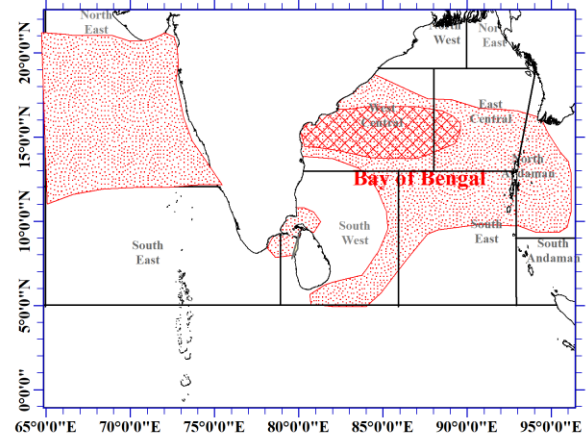 North
East
North
West
North
East
West
Central
East
Central
North
Andaman
Bay of Bengal
South
West
South
East
South
East
South
Andaman
20°0'0"N
15°0'0"N
10°0'0"N
5°0'0"N
0°0'0"
65°0'0"E
70°0'0"E
75°0'0"E
80°0'0"E
85°0'0"E
90°0'0"E
95°0'0"E